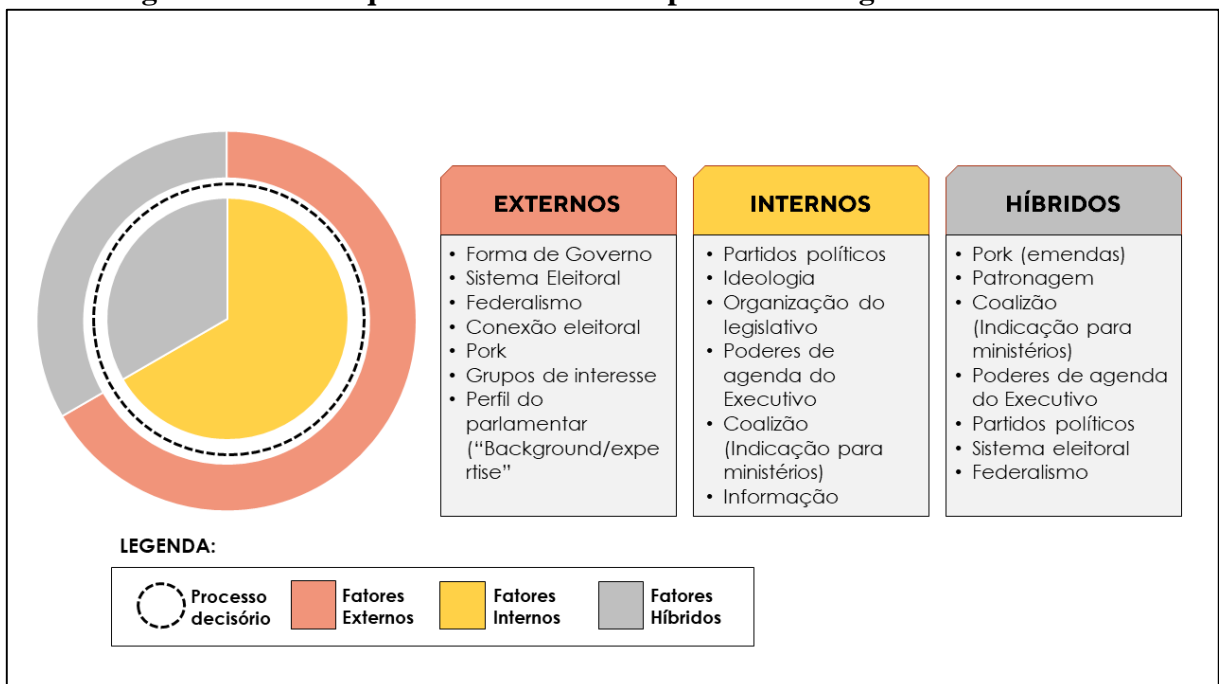 EXTERNOS
• Forma de Governo
• Sistema Eleitoral
• Federalismo
• Conexão eleitoral
• Pork
• Grupos de interesse
• Perfil do
parlamentar
(“Background/expe
rtise”
INTERNOS
• Partidos políticos
• Ideologia
• Organização do
legislativo
• Poderes de
agenda do
Executivo
• Coalizão
(Indicação para
ministérios)
• Informação
HÍBRIDOS
• Pork (emendas)
• Patronagem
• Coalizão
(Indicação para
ministérios)
• Poderes de agenda
do Executivo
• Partidos políticos
• Sistema eleitoral
• Federalismo
LEGENDA:
Processo
decisório
Fatores
Externos
Fatores
Internos
Fatores
Híbridos